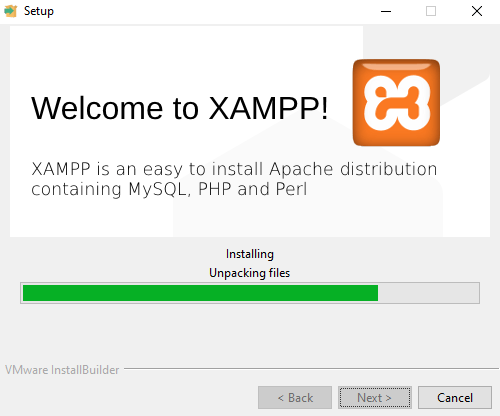 Setup
Welcome to XAMPP!
XAMPP is an easy to install Apache distribution
containing MySQL, PHP and Perl
Installing
Unpacking files
VMware InstallBuilder
< Back
Next >
Cancel